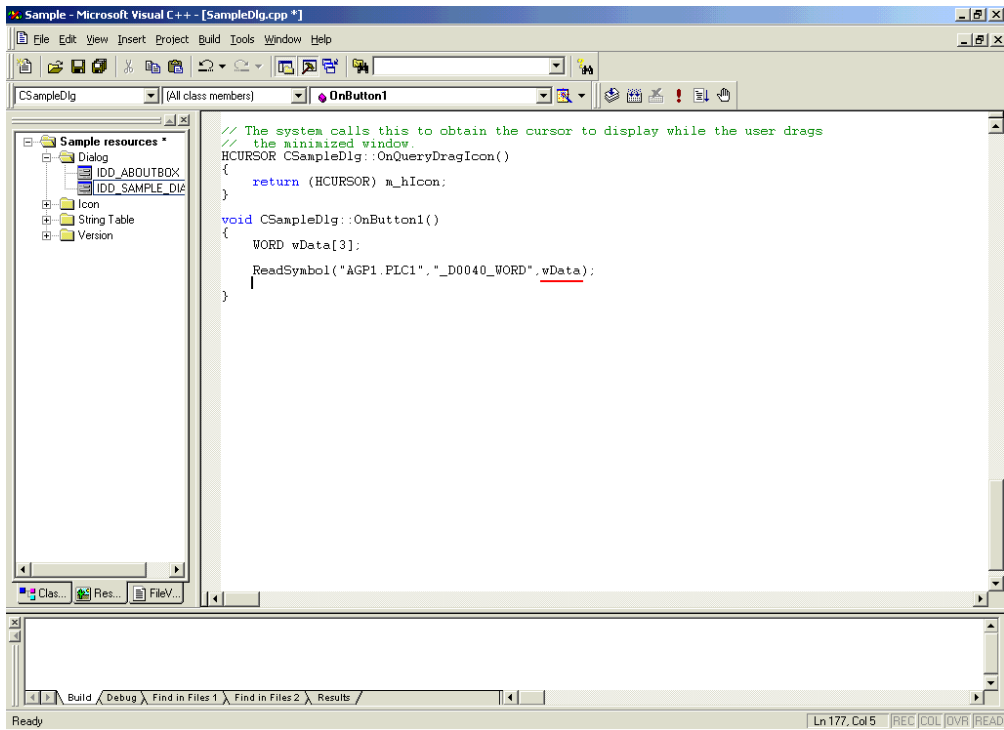 Sample - Microsoft Visual C++ - [SampleDlg.cpp *]
File Edit View Insert Project Build Tools Window Help
CSampleDlg (All class members) OnButton1
Sample resources *
Dialog
IDD_ABOUTBOX
IDD_SAMPLE_DIA
Icon
String Table
Version
// The system calls this to obtain the cursor to display while the user drags
//  the minimized window.
HCURSOR CSampleDlg::OnQueryDragIcon()
{
    return (HCURSOR) m_hIcon;
}
void CSampleDlg::OnButton1()
{
    WORD wData[3];
    ReadSymbol("AGP1.PLC1","_D0040_WORD",wData);
}
Clas... Res... FileV...
Build Debug Find in Files 1 Find in Files 2 Results
Ready Ln 177, Col 5 REC COL OVR READ